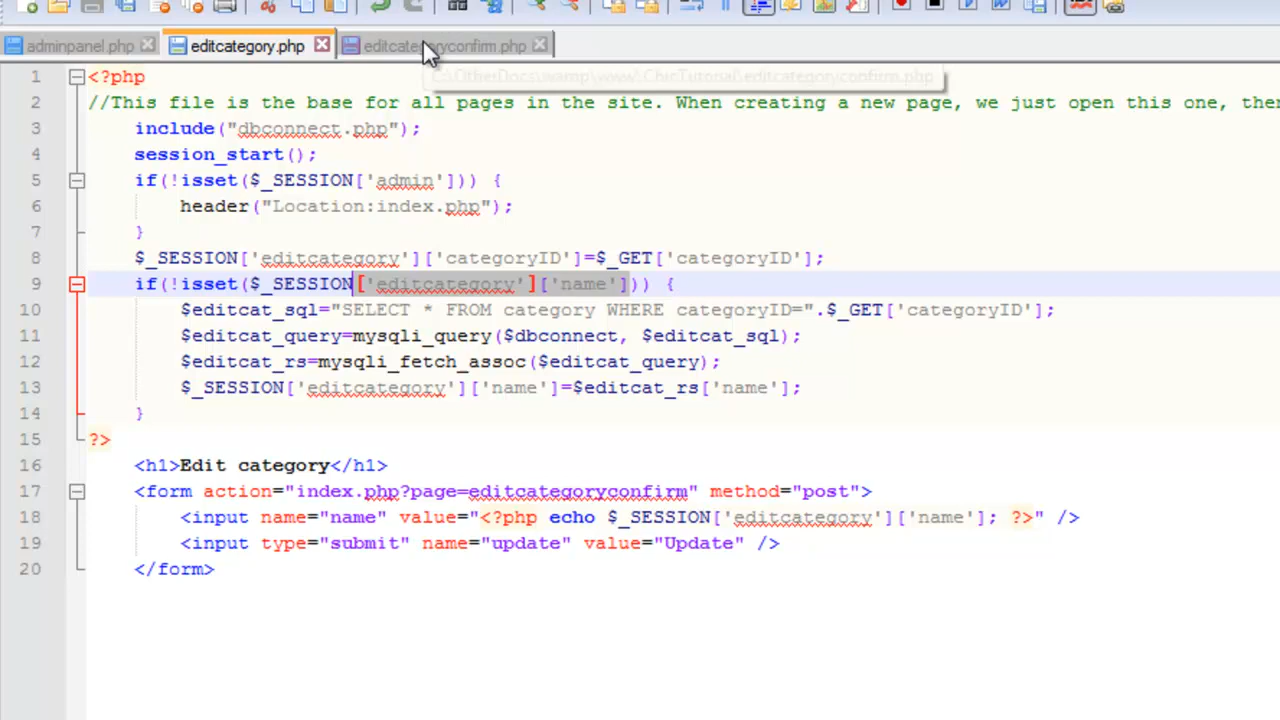 adminpanel.php editcategory.php editcategoryconfirm.php
C:\OtherDocs\wamp\www\ChicTutorial\editcategoryconfirm.php
1 <?php
2 //This file is the base for all pages in the site. When creating a new page, we just open this one, then
3 include("dbconnect.php");
4 session_start();
5 if(!isset($_SESSION['admin'])) {
6 header("Location:index.php");
7 }
8 $_SESSION['editcategory']['categoryID']=$_GET['categoryID'];
9 if(!isset($_SESSION['editcategory']['name'])) {
10 $editcat_sql="SELECT * FROM category WHERE categoryID=".$_GET['categoryID'];
11 $editcat_query=mysqli_query($dbconnect, $editcat_sql);
12 $editcat_rs=mysqli_fetch_assoc($editcat_query);
13 $_SESSION['editcategory']['name']=$editcat_rs['name'];
14 }
15 ?>
16 <h1>Edit category</h1>
17 <form action="index.php?page=editcategoryconfirm" method="post">
18 <input name="name" value="<?php echo $_SESSION['editcategory']['name']; ?>" />
19 <input type="submit" name="update" value="Update" />
20 </form>